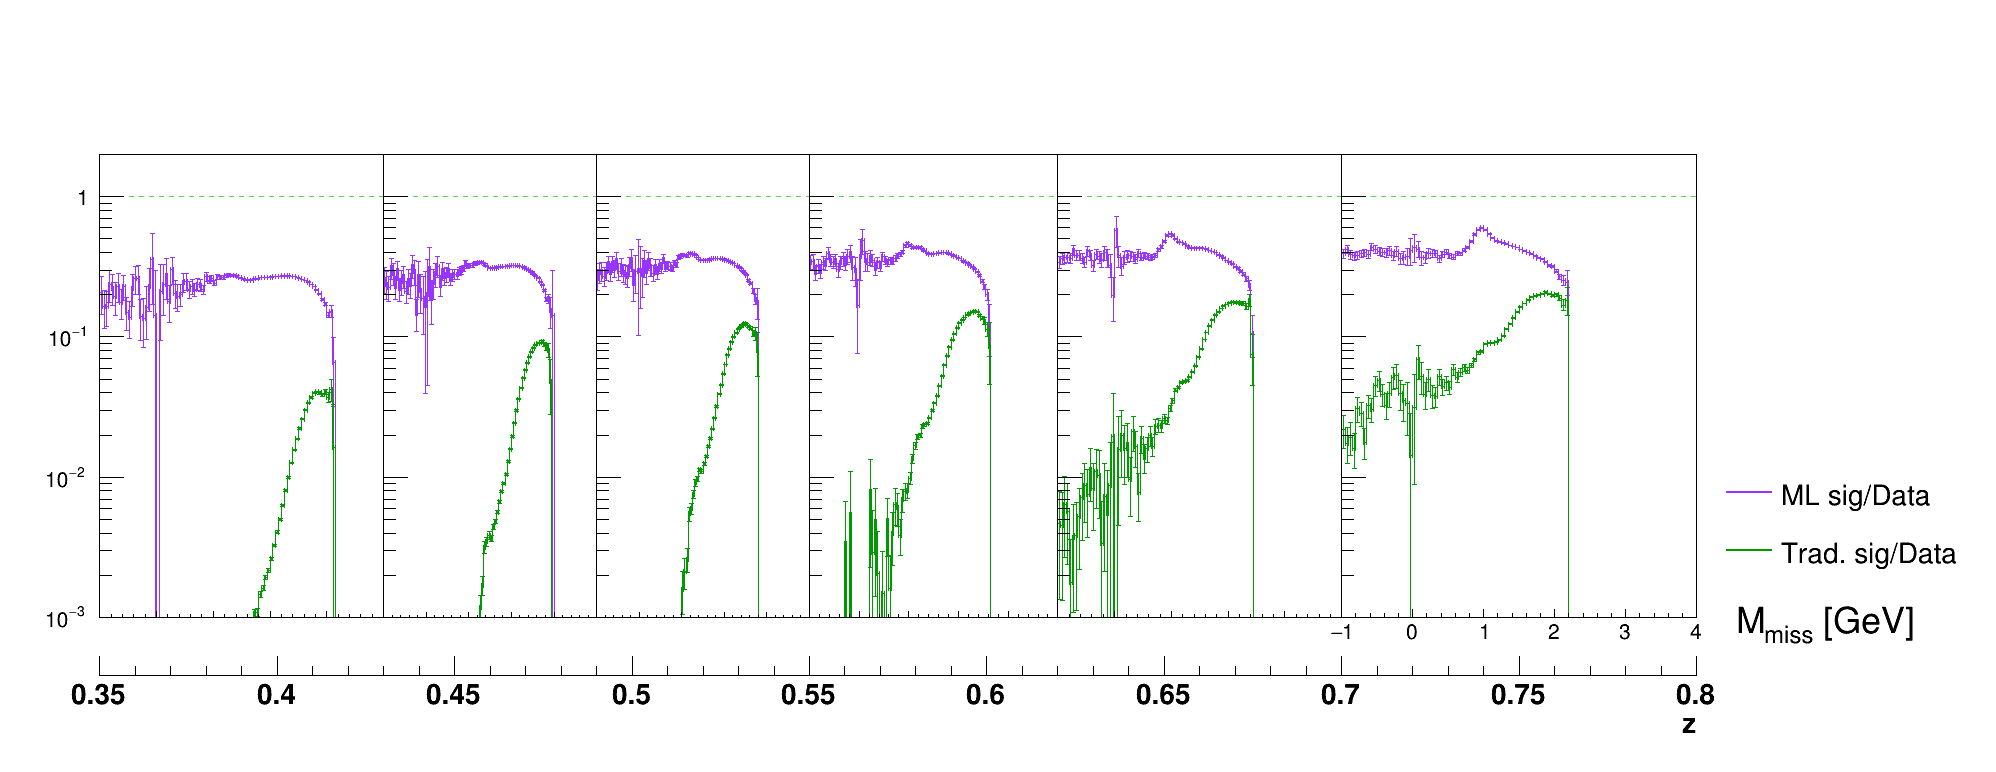 1
10⁻¹
10⁻²
10⁻³
ML sig/Data
Trad. sig/Data
−1 0 1 2 3 4
M_miss [GeV]
0.35 0.4 0.45 0.5 0.55 0.6 0.65 0.7 0.75 0.8
z